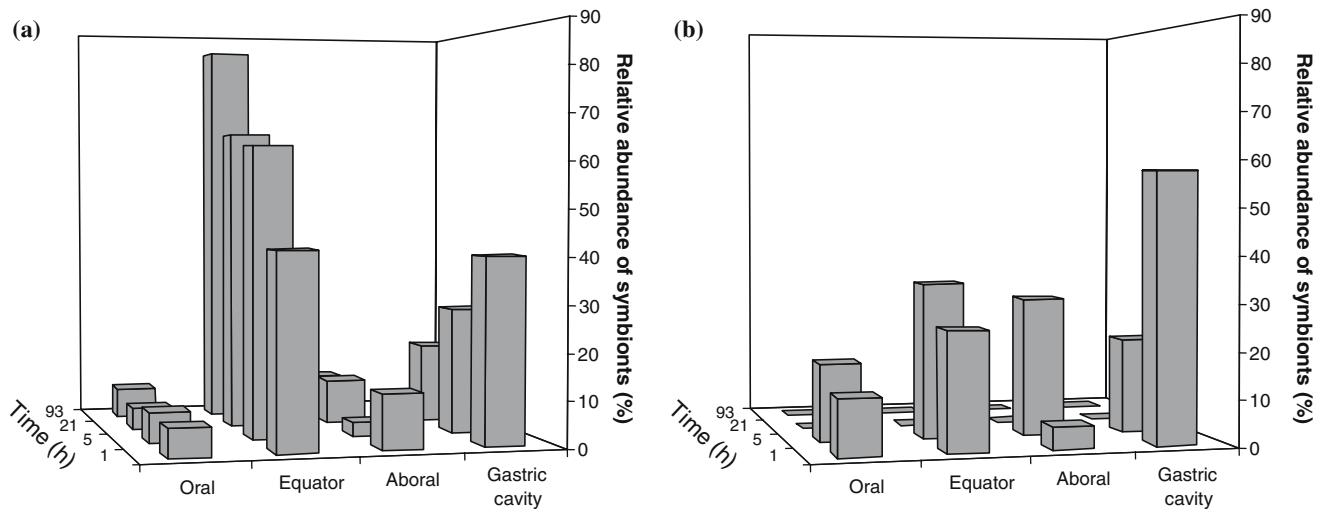 (a)
90
80
70
60
50
40
30
20
10
0
Relative abundance of symbionts (%)
93
21
5
1
Time (h)
Oral
Equator
Aboral
Gastric
cavity
(b)
90
80
70
60
50
40
30
20
10
0
Relative abundance of symbionts (%)
93
21
5
1
Time (h)
Oral
Equator
Aboral
Gastric
cavity